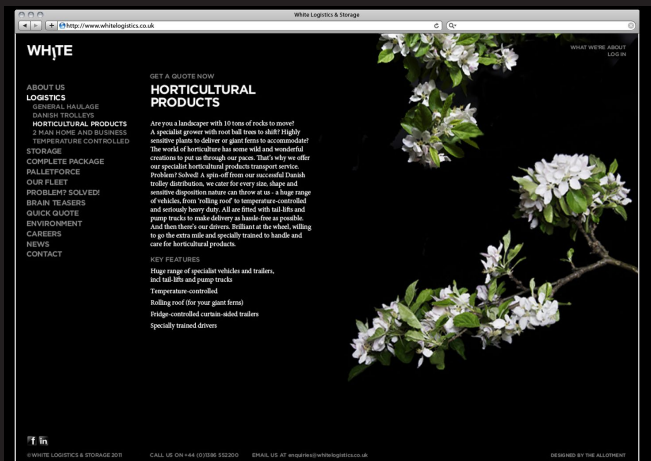 White Logistics & Storage
http://www.whitelogistics.co.uk
WHITE
WHAT WE'RE ABOUT
LOG IN
GET A QUOTE NOW
HORTICULTURAL
PRODUCTS
ABOUT US
LOGISTICS
GENERAL HAULAGE
DANISH TROLLEYS
HORTICULTURAL PRODUCTS
2 MAN HOME AND BUSINESS
TEMPERATURE CONTROLLED
STORAGE
COMPLETE PACKAGE
PALLETFORCE
OUR FLEET
PROBLEM? SOLVED!
BRAIN TEASERS
QUICK QUOTE
ENVIRONMENT
CAREERS
NEWS
CONTACT
Are you a landscaper with 10 tons of rocks to move?
A specialist grower with root ball trees to shift? Highly
sensitive plants to deliver or giant ferns to accommodate?
The world of horticulture has some wild and wonderful
creations to put us through our paces. That's why we offer
our specialist horticultural products transport service.
Problem? Solved! A spin-off from our successful Danish
trolley distribution, we cater for every size, shape and
sensitive disposition nature can throw at us - a huge range
of vehicles, from 'rolling roof' to temperature-controlled
and seriously heavy duty. All are fitted with tail-lifts and
pump trucks to make delivery as hassle-free as possible.
And then there's our drivers. Brilliant at the wheel, willing
to go the extra mile and specially trained to handle and
care for horticultural products.
KEY FEATURES
Huge range of specialist vehicles and trailers,
incl tail-lifts and pump trucks
Temperature-controlled
Rolling roof (for your giant ferns)
Fridge-controlled curtain-sided trailers
Specially trained drivers
f in
©WHITE LOGISTICS & STORAGE 2011
CALL US ON +44 (0)1386 552200
EMAIL US AT enquiries@whitelogistics.co.uk
DESIGNED BY THE ALLOTMENT